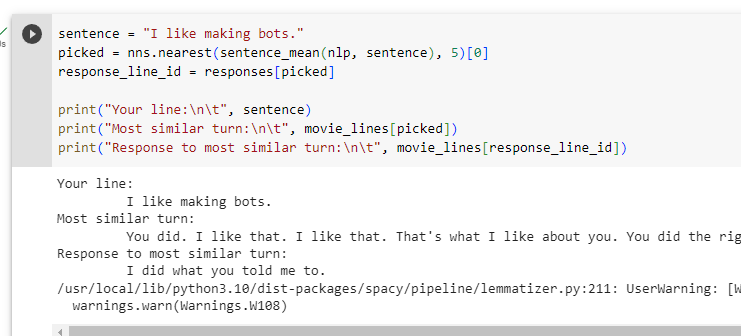 sentence = "I like making bots."
picked = nns.nearest(sentence_mean(nlp, sentence), 5)[0]
response_line_id = responses[picked]
print("Your line:\n\t", sentence)
print("Most similar turn:\n\t", movie_lines[picked])
print("Response to most similar turn:\n\t", movie_lines[response_line_id])
Your line:
I like making bots.
Most similar turn:
You did. I like that. I like that. That's what I like about you. You did the rig
Response to most similar turn:
I did what you told me to.
/usr/local/lib/python3.10/dist-packages/spacy/pipeline/lemmatizer.py:211: UserWarning: [W
warnings.warn(Warnings.W108)